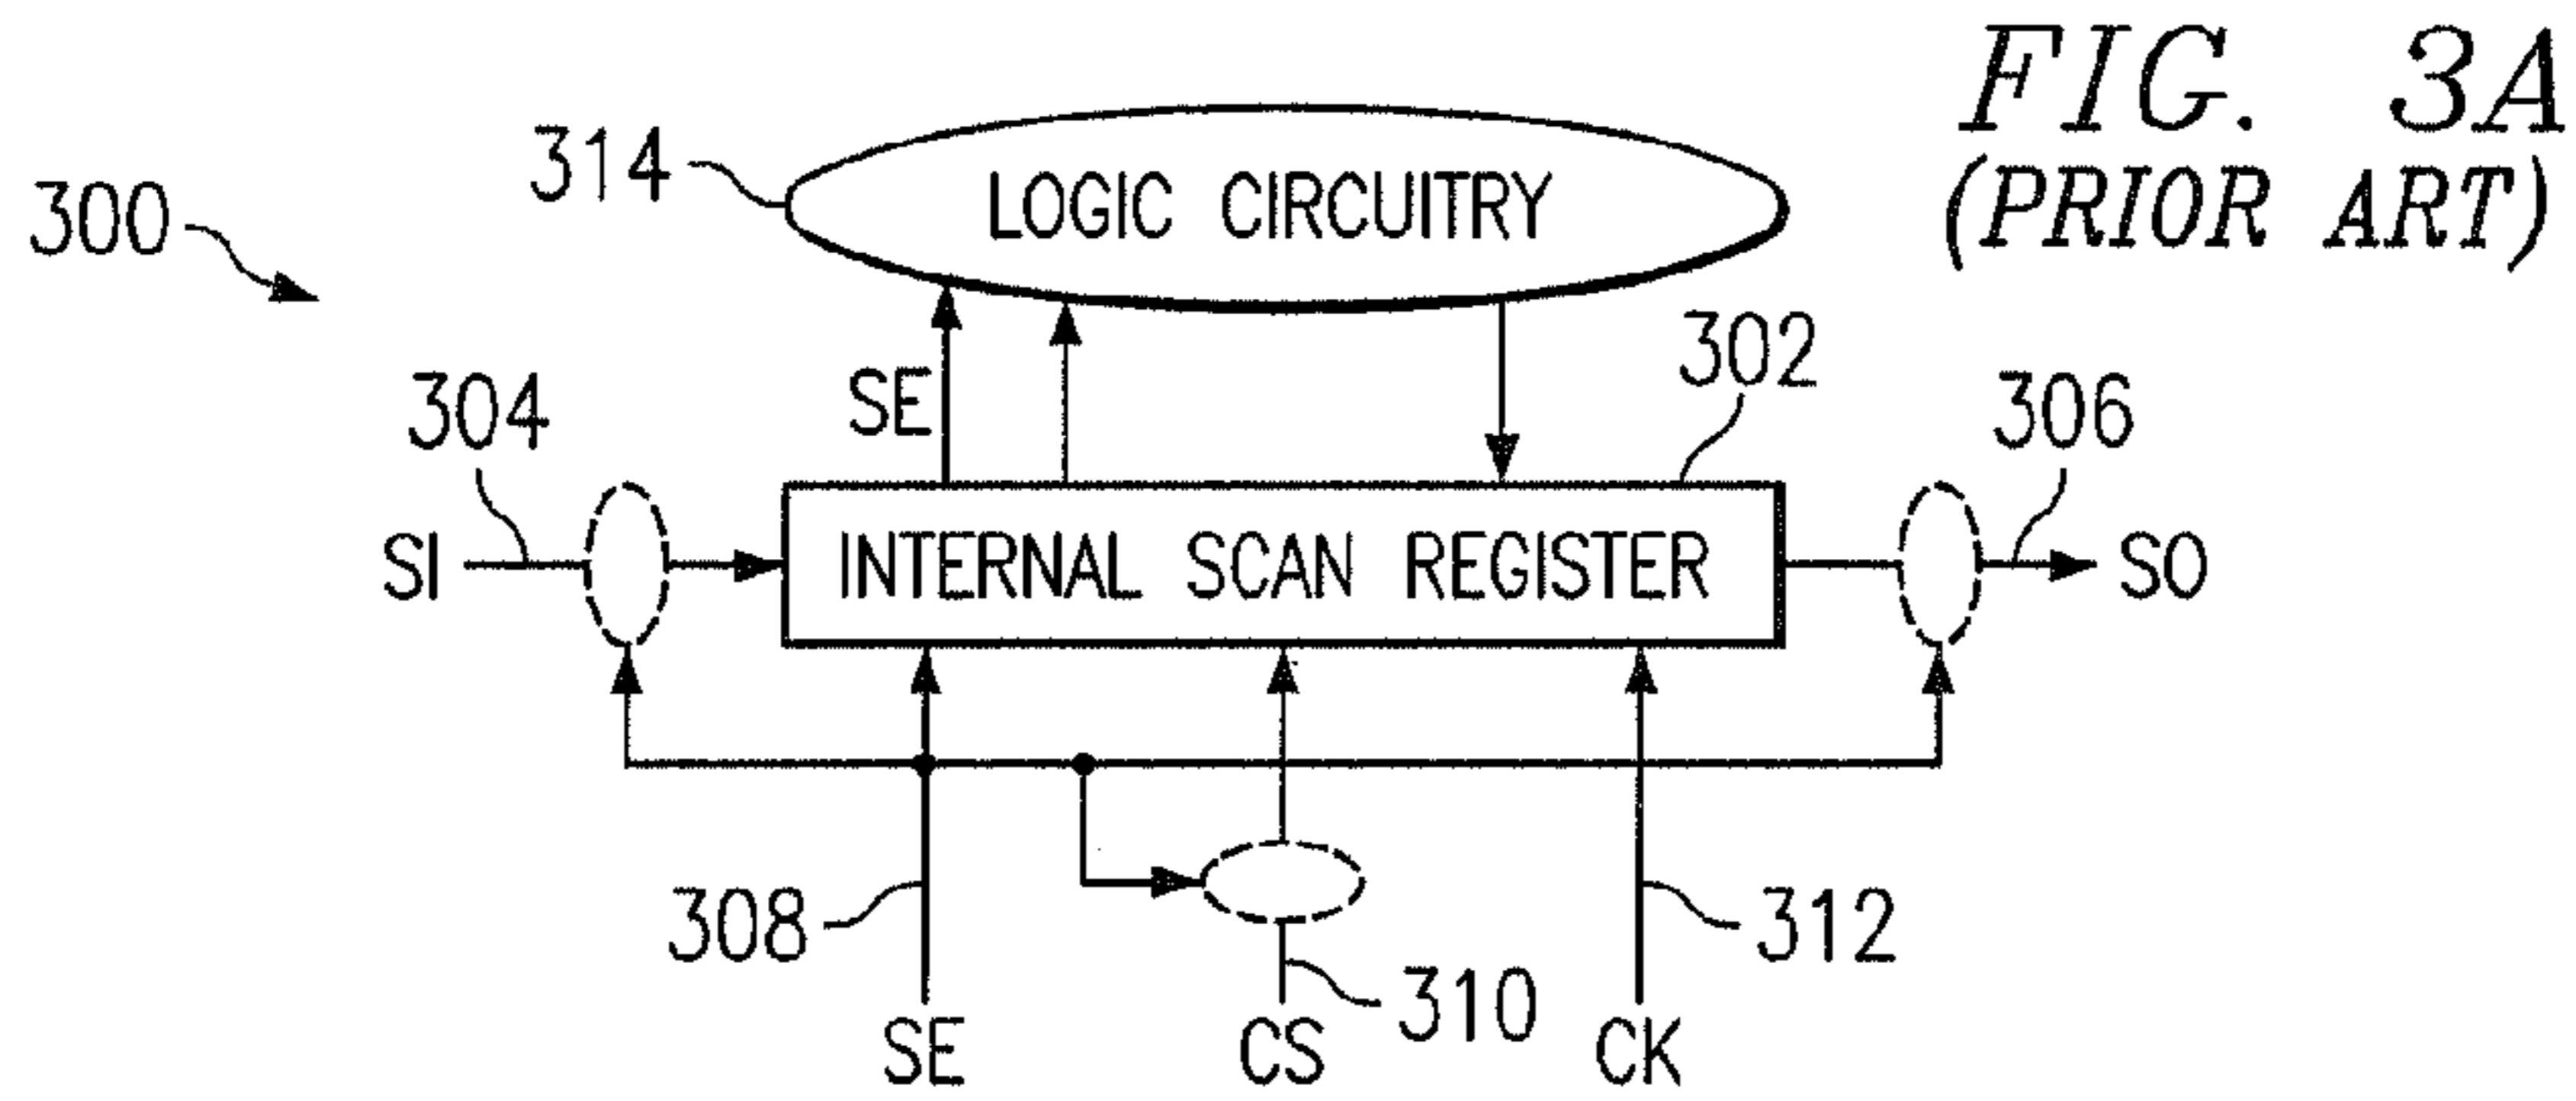 FIG. 3A
(PRIOR ART)
314
LOGIC CIRCUITRY
300
302
SE
304
306
SI
INTERNAL SCAN REGISTER
SO
308
312
310
SE
CS
CK